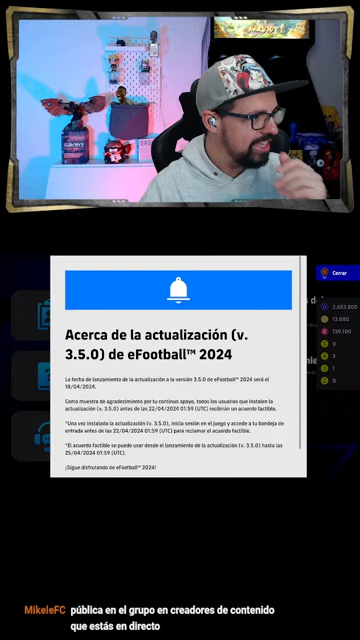 Cerrar
2.653.800
13.080
139.100
Acerca de la actualización (v.
3.5.0) de eFootball™ 2024
La fecha de lanzamiento de la actualización a la versión 3.5.0 de eFootball™ 2024 será el
18/04/2024.
Como muestra de agradecimiento por tu continuo apoyo, todos los usuarios que instalen la
actualización (v. 3.5.0) antes de las 22/04/2024 01:59 (UTC) recibirán un acuerdo factible.
*Una vez instalada la actualización (v. 3.5.0), inicia sesión en el juego y accede a tu bandeja de
entrada antes de las 22/04/2024 01:59 (UTC) para reclamar el acuerdo factible.
*El acuerdo factible se puede usar desde el lanzamiento de la actualización (v. 3.5.0) hasta las
25/04/2024 01:59 (UTC).
¡Sigue disfrutando de eFootball™ 2024!
MikeleFC pública en el grupo en creadores de contenido
que estás en directo